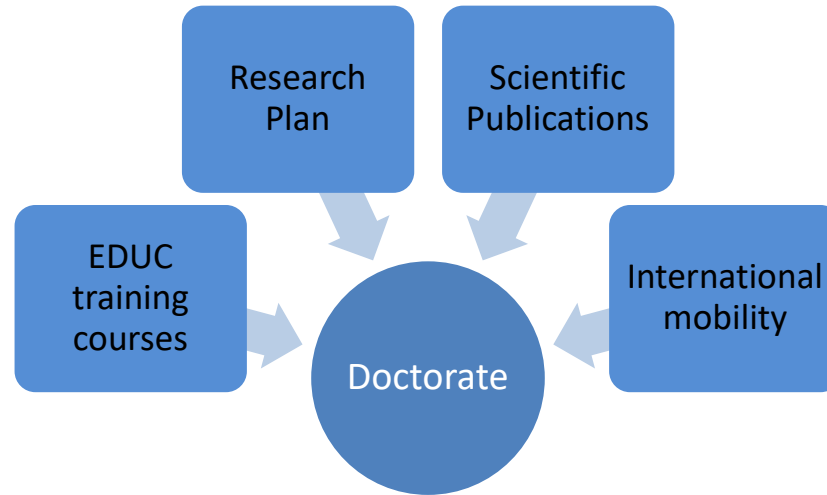 Research
Plan
Scientific
Publications
EDUC
training
courses
International
mobility
Doctorate